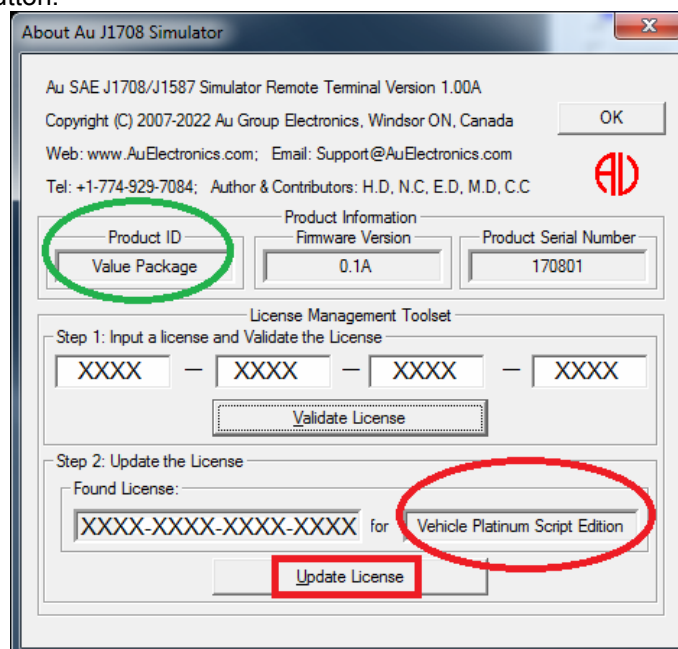 utton.
About Au J1708 Simulator
Au SAE J1708/J1587 Simulator Remote Terminal Version 1.00A
Copyright (C) 2007-2022 Au Group Electronics, Windsor ON, Canada
OK
Web: www.AuElectronics.com; Email: Support@AuElectronics.com
Tel: +1-774-929-7084; Author & Contributors: H.D, N.C, E.D, M.D, C.C
AU
Product Information
Product ID
Firmware Version
Product Serial Number
Value Package
0.1A
170801
License Management Toolset
Step 1: Input a license and Validate the License
XXXX - XXXX - XXXX - XXXX
Validate License
Step 2: Update the License
Found License:
XXXX-XXXX-XXXX-XXXX for Vehicle Platinum Script Edition
Update License